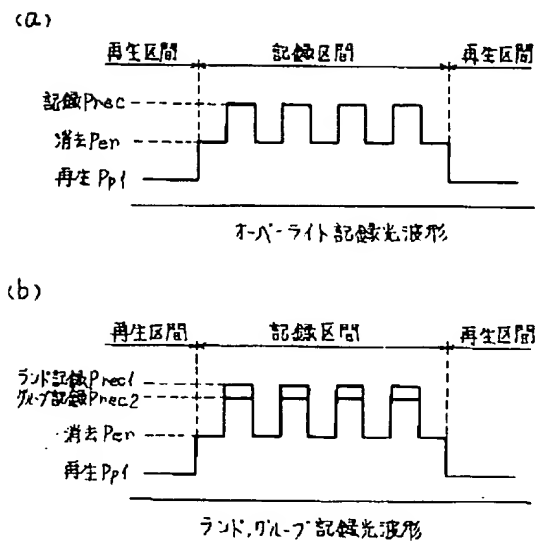 (a)
再生区間 記録区間 再生区間
記録Prec
消去Per
再生Pp1
オーバーライト記録光波形
(b)
再生区間 記録区間 再生区間
ランド記録Prec1
グルーブ記録Prec2
消去Per
再生Pp1
ランド,グルーブ記録光波形